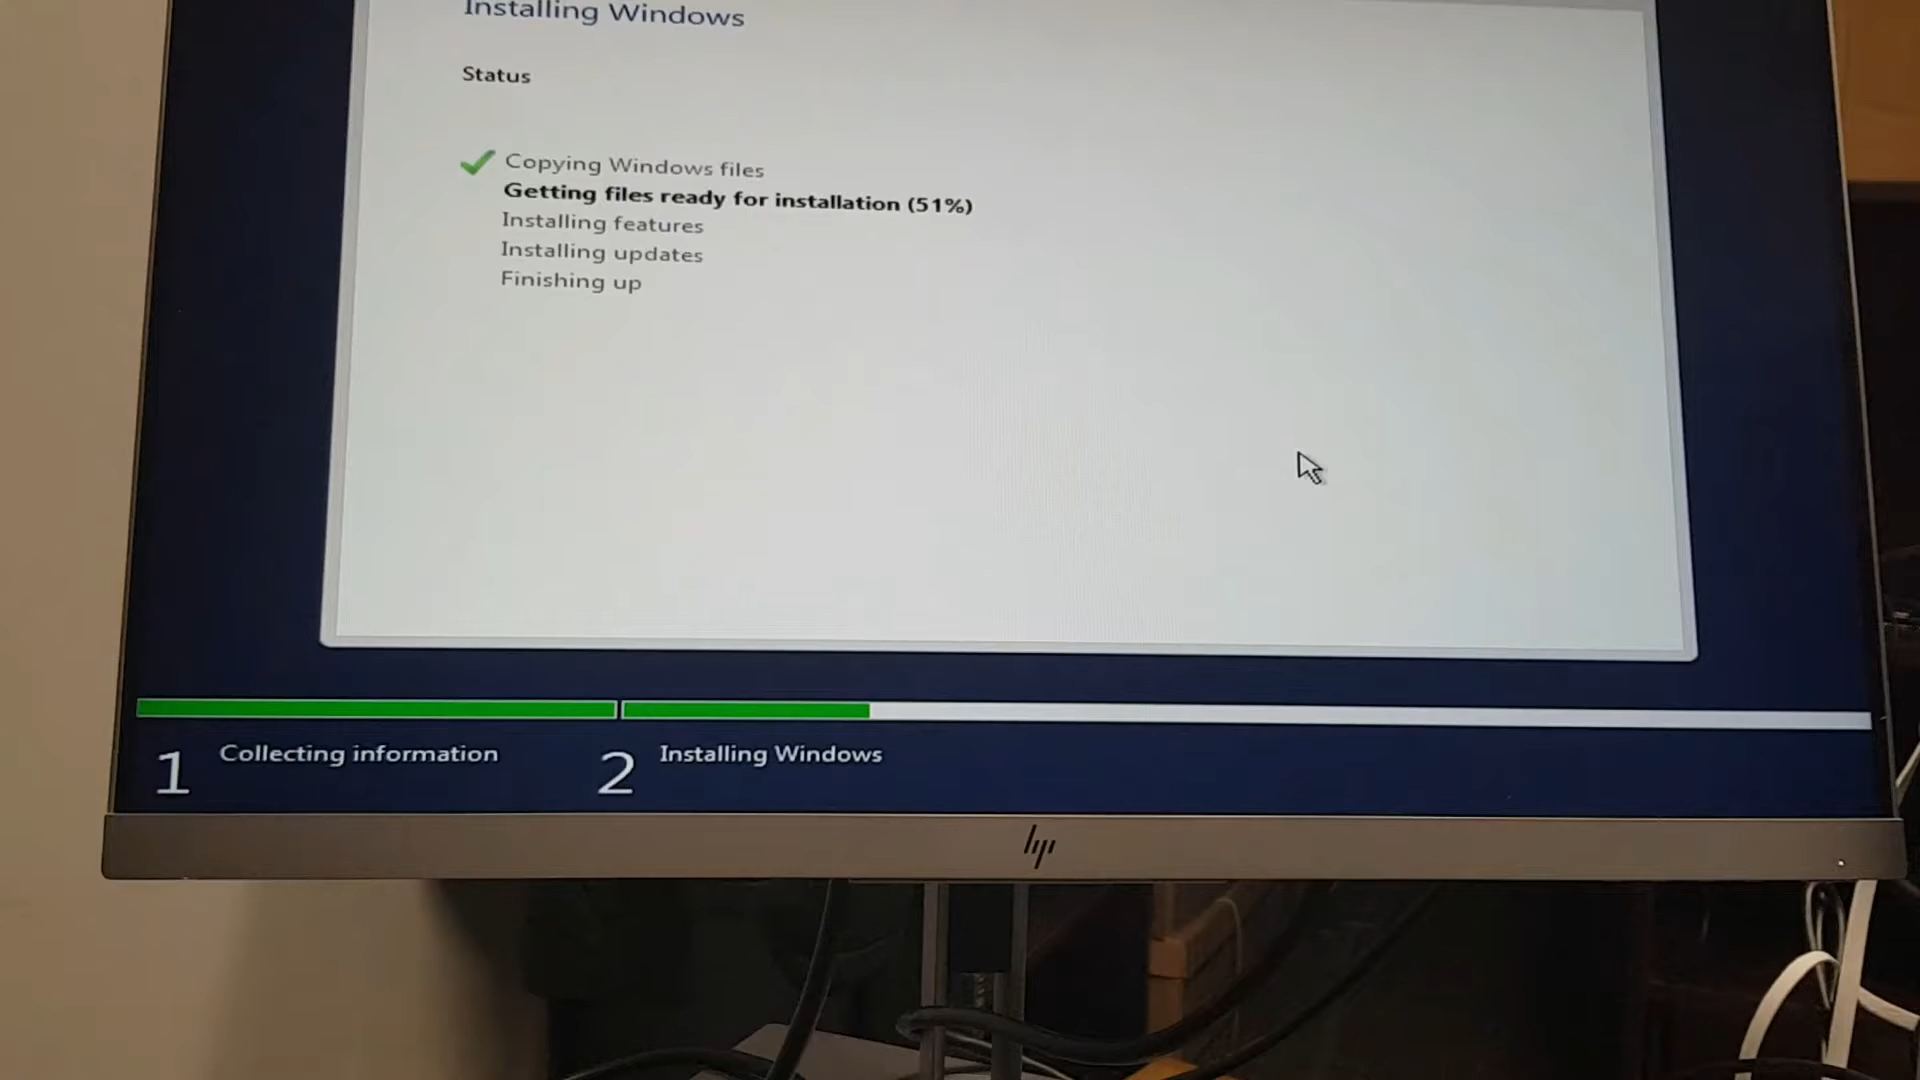 Installing Windows
Status
Copying Windows files
Getting files ready for installation (51%)
Installing features
Installing updates
Finishing up
1 Collecting information
2 Installing Windows
hp